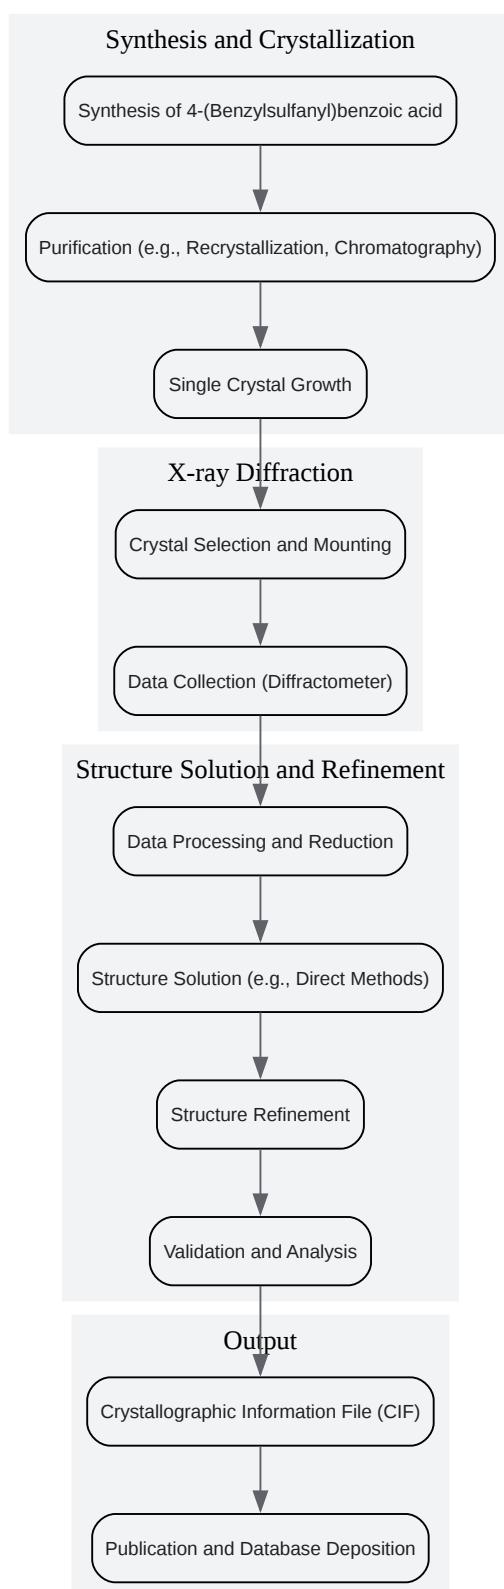 Synthesis and Crystallization
Synthesis of 4-(Benzylsulfanyl)benzoic acid
Purification (e.g., Recrystallization, Chromatography)
Single Crystal Growth
X-ray Diffraction
Crystal Selection and Mounting
Data Collection (Diffractometer)
Structure Solution and Refinement
Data Processing and Reduction
Structure Solution (e.g., Direct Methods)
Structure Refinement
Validation and Analysis
Output
Crystallographic Information File (CIF)
Publication and Database Deposition